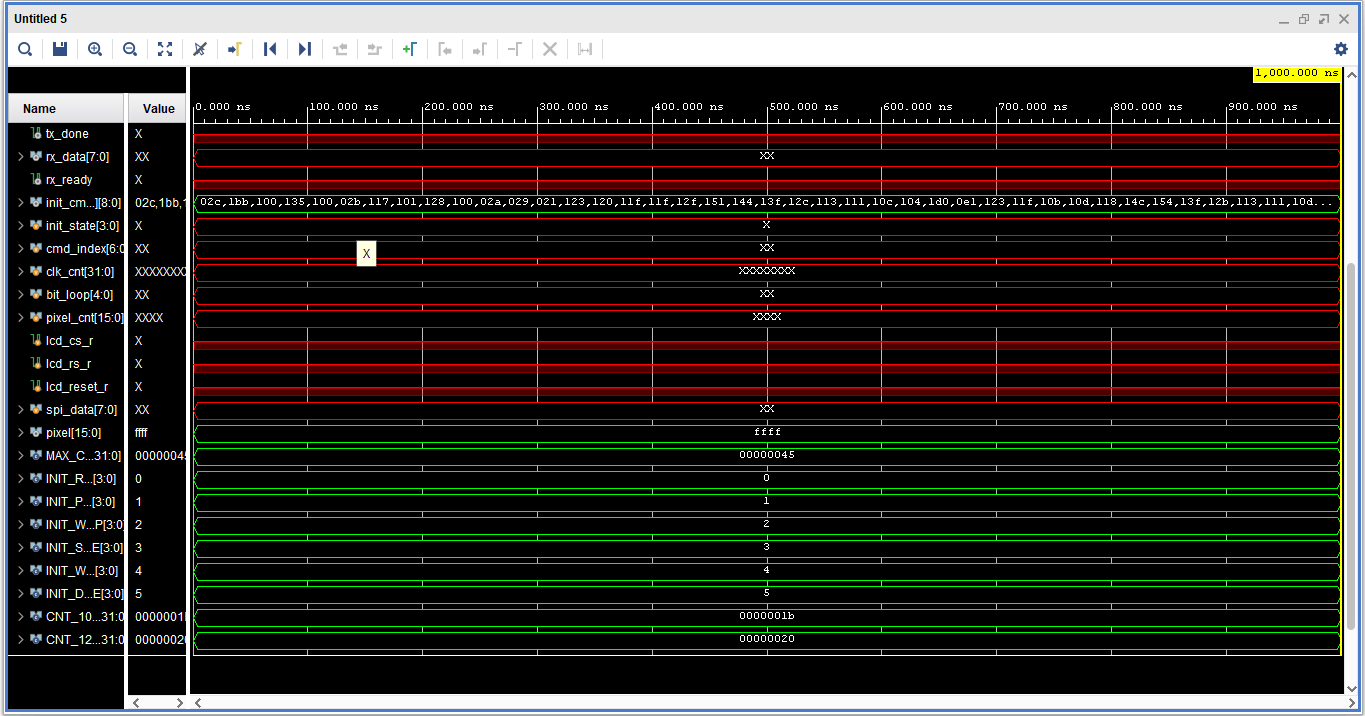 Untitled 5
1,000.000 ns
Name Value 0.000 ns 100.000 ns 200.000 ns 300.000 ns 400.000 ns 500.000 ns 600.000 ns 700.000 ns 800.000 ns 900.000 ns
tx_done X
rx_data[7:0] XX XX
rx_ready X
init_cm...][8:0] 02c,1bb,1 02c,1bb,100,135,100,02b,117,101,128,100,02a,029,021,123,120,11f,11f,12f,151,144,13f,12c,113,111,10c,104,1d0,0e1,123,11f,10b,10d,118,14c,154,13f,12b,113,111,10d...
init_state[3:0] X X
cmd_index[6:0 XX XX
X
clk_cnt[31:0] XXXXXXXX XXXXXXXX
bit_loop[4:0] XX XX
pixel_cnt[15:0] XXXX XXXX
lcd_cs_r X
lcd_rs_r X
lcd_reset_r X
spi_data[7:0] XX XX
pixel[15:0] ffff ffff
MAX_C...31:0] 00000045 00000045
INIT_R...[3:0] 0 0
INIT_P...[3:0] 1 1
INIT_W...P[3:0] 2 2
INIT_S...E[3:0] 3 3
INIT_W...[3:0] 4 4
INIT_D...E[3:0] 5 5
CNT_10...31:0 0000001b 0000001b
CNT_12...31:0 00000020 00000020